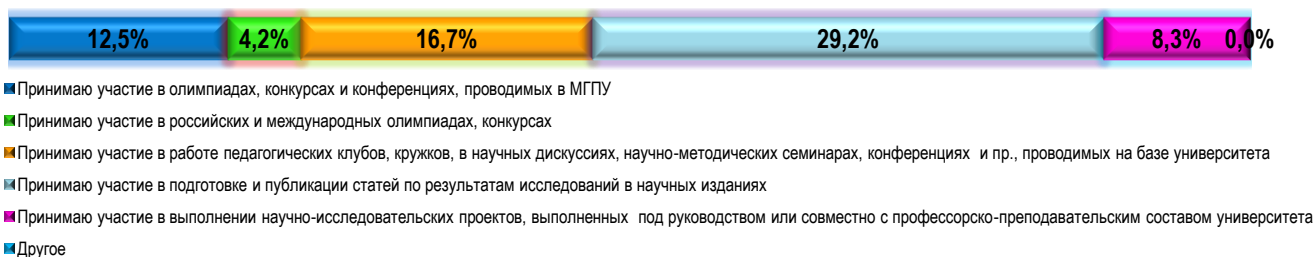 12,5% 4,2% 16,7% 29,2% 8,3% 0,0%
Принимаю участие в олимпиадах, конкурсах и конференциях, проводимых в МГПУ
Принимаю участие в российских и международных олимпиадах, конкурсах
Принимаю участие в работе педагогических клубов, кружков, в научных дискуссиях, научно-методических семинарах, конференциях и пр., проводимых на базе университета
Принимаю участие в подготовке и публикации статей по результатам исследований в научных изданиях
Принимаю участие в выполнении научно-исследовательских проектов, выполненных под руководством или совместно с профессорско-преподавательским составом университета
Другое